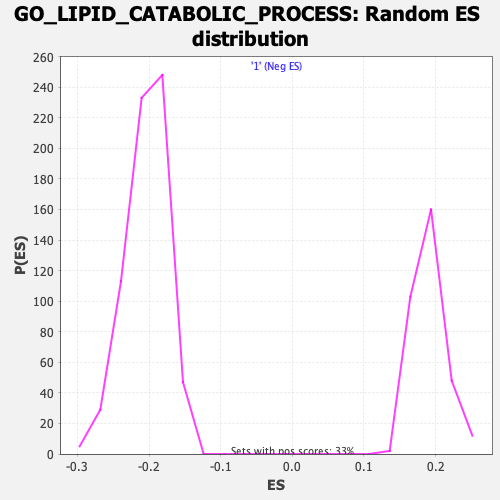 GO_LIPID_CATABOLIC_PROCESS: Random ES
distribution
'1' (Neg ES)
260
240
220
200
180
160
140
120
100
80
60
40
20
0
P(ES)
Sets with pos scores: 33%
-0.3 -0.2 -0.1 0.0 0.1 0.2
ES